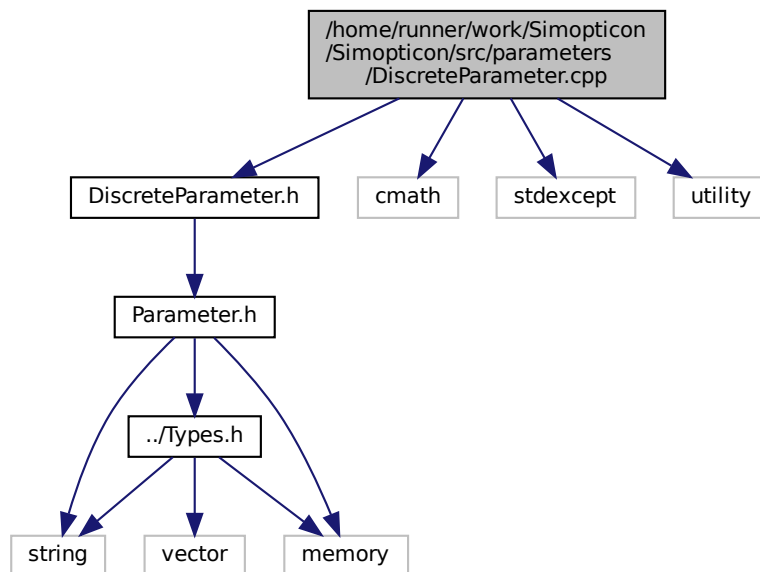 /home/runner/work/Simopticon
/Simopticon/src/parameters
/DiscreteParameter.cpp
DiscreteParameter.h
cmath
stdexcept
utility
Parameter.h
../Types.h
string
vector
memory